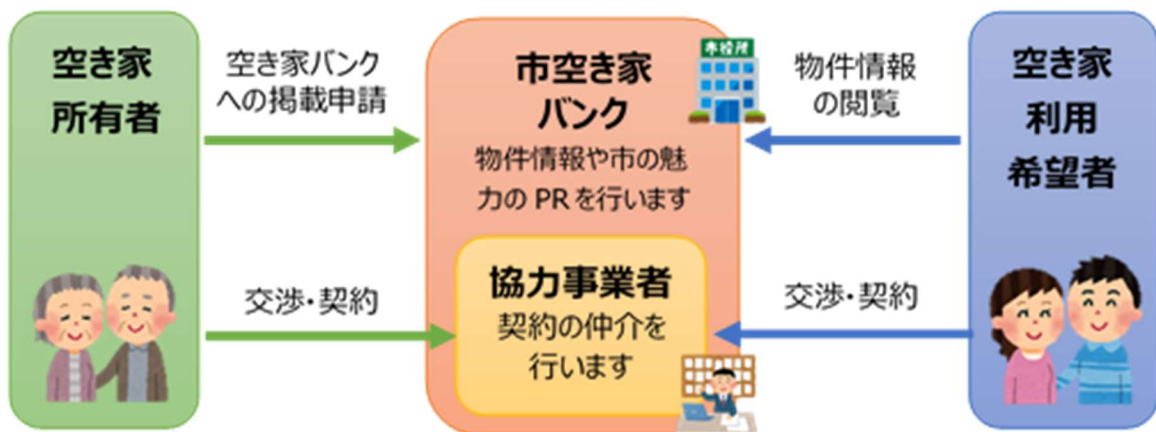 空き家
所有者
空き家バンク
への掲載申請
交渉・契約
市空き家
バンク
市役所
物件情報や市の魅
力の PR を行います
協力事業者
契約の仲介を
行います
物件情報
の閲覧
交渉・契約
空き家
利用
希望者